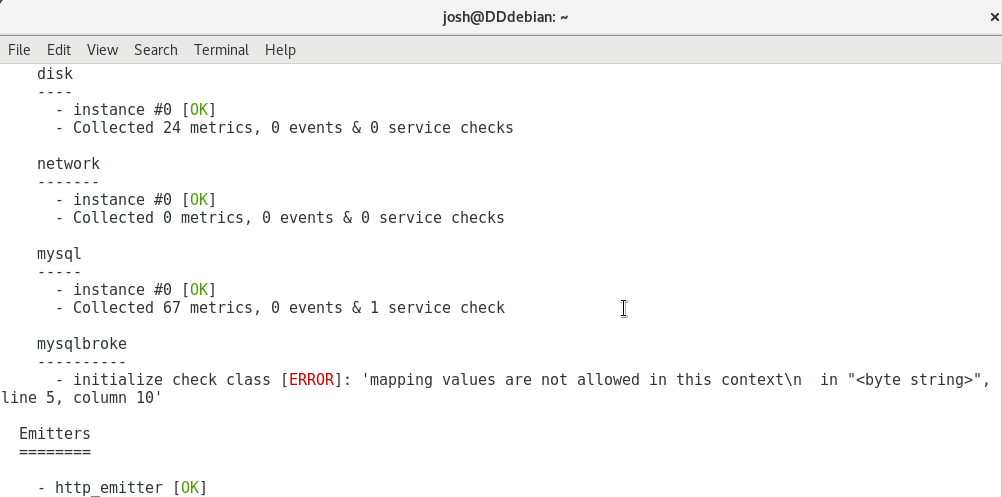 josh@DDdebian: ~
×
File Edit View Search Terminal Help
disk
----
- instance #0 [OK]
- Collected 24 metrics, 0 events & 0 service checks
network
-------
- instance #0 [OK]
- Collected 0 metrics, 0 events & 0 service checks
mysql
-----
- instance #0 [OK]
- Collected 67 metrics, 0 events & 1 service check
mysqlbroke
----------
- initialize check class [ERROR]: 'mapping values are not allowed in this context\n  in "<byte string>",
line 5, column 10'
Emitters
========
- http_emitter [OK]